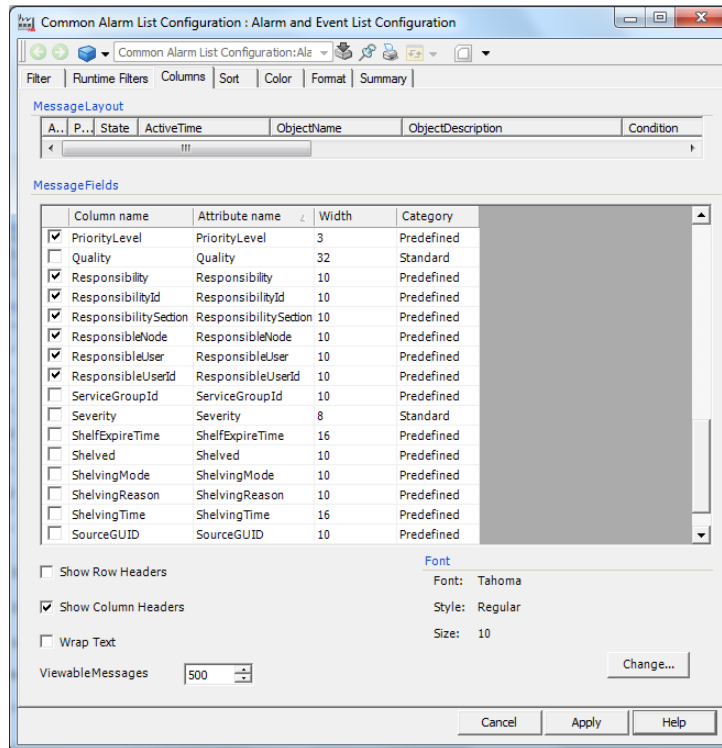 Common Alarm List Configuration : Alarm and Event List Configuration
Common Alarm List Configuration:Ala
Filter Runtime Filters Columns Sort Color Format Summary
MessageLayout
A... P... State ActiveTime ObjectName ObjectDescription Condition
MessageFields
Column name Attribute name Width Category
PriorityLevel PriorityLevel 3 Predefined
Quality Quality 32 Standard
Responsibility Responsibility 10 Predefined
ResponsibilityId ResponsibilityId 10 Predefined
ResponsibilitySection ResponsibilitySection 10 Predefined
ResponsibleNode ResponsibleNode 10 Predefined
ResponsibleUser ResponsibleUser 10 Predefined
ResponsibleUserId ResponsibleUserId 10 Predefined
ServiceGroupId ServiceGroupId 10 Predefined
Severity Severity 8 Standard
ShelfExpireTime ShelfExpireTime 16 Predefined
Shelved Shelved 10 Predefined
ShelvingMode ShelvingMode 10 Predefined
ShelvingReason ShelvingReason 10 Predefined
ShelvingTime ShelvingTime 16 Predefined
SourceGUID SourceGUID 10 Predefined
Show Row Headers
Show Column Headers
Wrap Text
ViewableMessages 500
Font
Font: Tahoma
Style: Regular
Size: 10
Change...
Cancel Apply Help